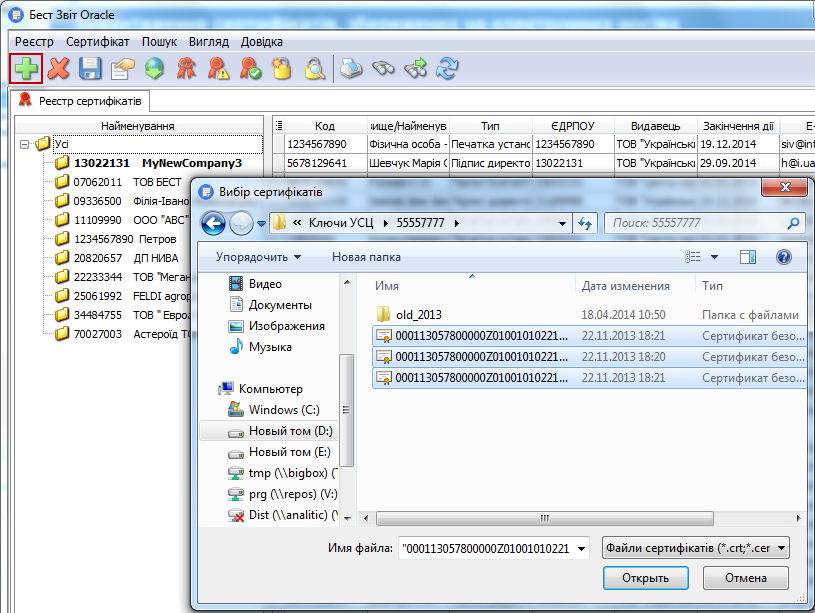 Бест Звіт Oracle
Реєстр Сертифікат Пошук Вигляд Довідка
Реєстр сертифікатів
Найменування
Усі
13022131 MyNewCompany3
07062011 ТОВ БЕСТ
09336500 Філія-Івано
11109990 ООО "АВС"
1234567890 Петров
20820657 ДП НИВА
22233344 ТОВ "Меган
25061992 FELDI agrop
34484755 ТОВ "Евроа
70027003 Астероїд ТО
Код ище/Найменув Тип ЄДРПОУ Видавець Закінчення дії E-
1234567890 Фізична особа - Печатка устано 1234567890 ТОВ "Українськи 19.12.2014 siv@int
5678129641 Шевчук Марія О Підпис директо 13022131 ТОВ "Українськи 29.09.2014 h@i.ua
Вибір сертифікатів
« Ключи УСЦ 55557777
Поиск: 55557777
Упорядочить Новая папка
Видео
Документы
Изображения
Музыка
Компьютер
Windows (C:)
Новый том (D:)
Новый том (E:)
tmp (\\bigbox) (
prg (\\repos) (V:)
Dist (\\analitic) (
Имя Дата изменения Тип
old_2013 18.04.2014 10:50 Папка с файлами
000113057800000Z01001010221... 22.11.2013 18:21 Сертификат безо...
000113057800000Z01001010221... 22.11.2013 18:20 Сертификат безо...
000113057800000Z01001010221... 22.11.2013 18:21 Сертификат безо...
Имя файла: "000113057800000Z01001010221
Файли сертифікатів (*.crt;*.cer
Открыть Отмена